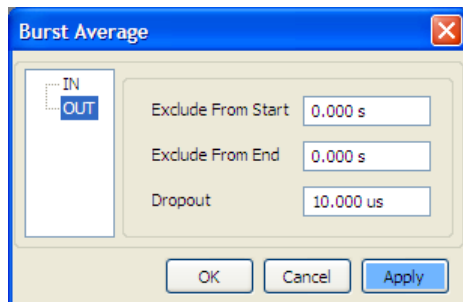 Burst Average
IN
OUT
Exclude From Start 0.000 s
Exclude From End 0.000 s
Dropout 10.000 us
OK Cancel Apply